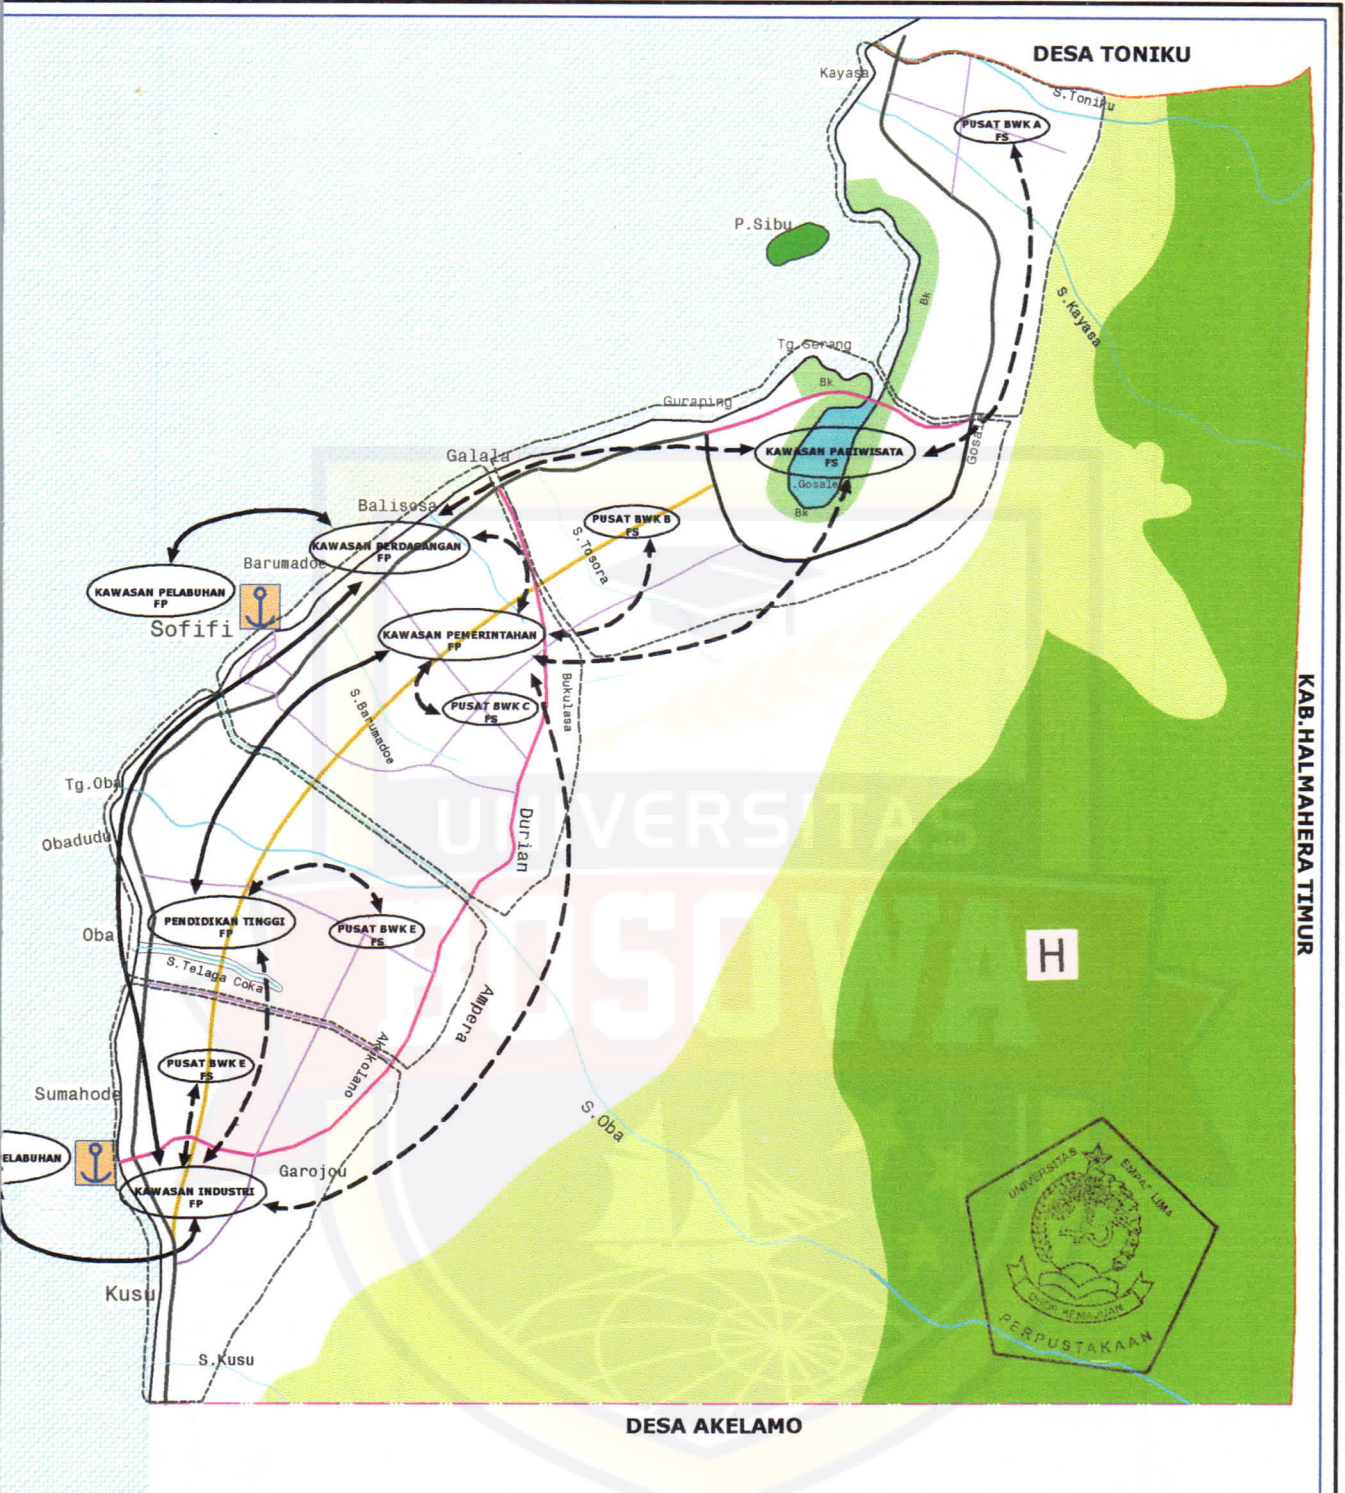 DESA TONIKU
Kayasa
S.Toniku
PUSAT BWK A
FS
P.Sibu
Bk
S.Kayasa
Tg.Serang
Bk
Guraping
Gosale
Galala
KAWASAN PARIWISATA
FS
.Gosale
Bk
Balisosa
PUSAT BWK B
FS
S.Tosora
KAWASAN PERDAGANGAN
FP
Barumadoe
KAWASAN PELABUHAN
FP
Sofifi
KAWASAN PEMERINTAHAN
FP
Bukulasa
PUSAT BWK C
FS
S.Barumadoe
KAB.HALMAHERA TIMUR
Tg.Oba
UNIVERSITAS
Durian
Obadudu
BOSOWA
PENDIDIKAN TINGGI
FP
PUSAT BWK E
FS
Oba
H
S.Telaga Coka
Ampera
Akekolano
PUSAT BWK E
FS
Sumahode
S.Oba
ELABUHAN
Garojou
KAWASAN INDUSTRI
FP
UNIVERSITAS EMPAT LIMA
PERPUSTAKAAN
Kusu
S.Kusu
DESA AKELAMO